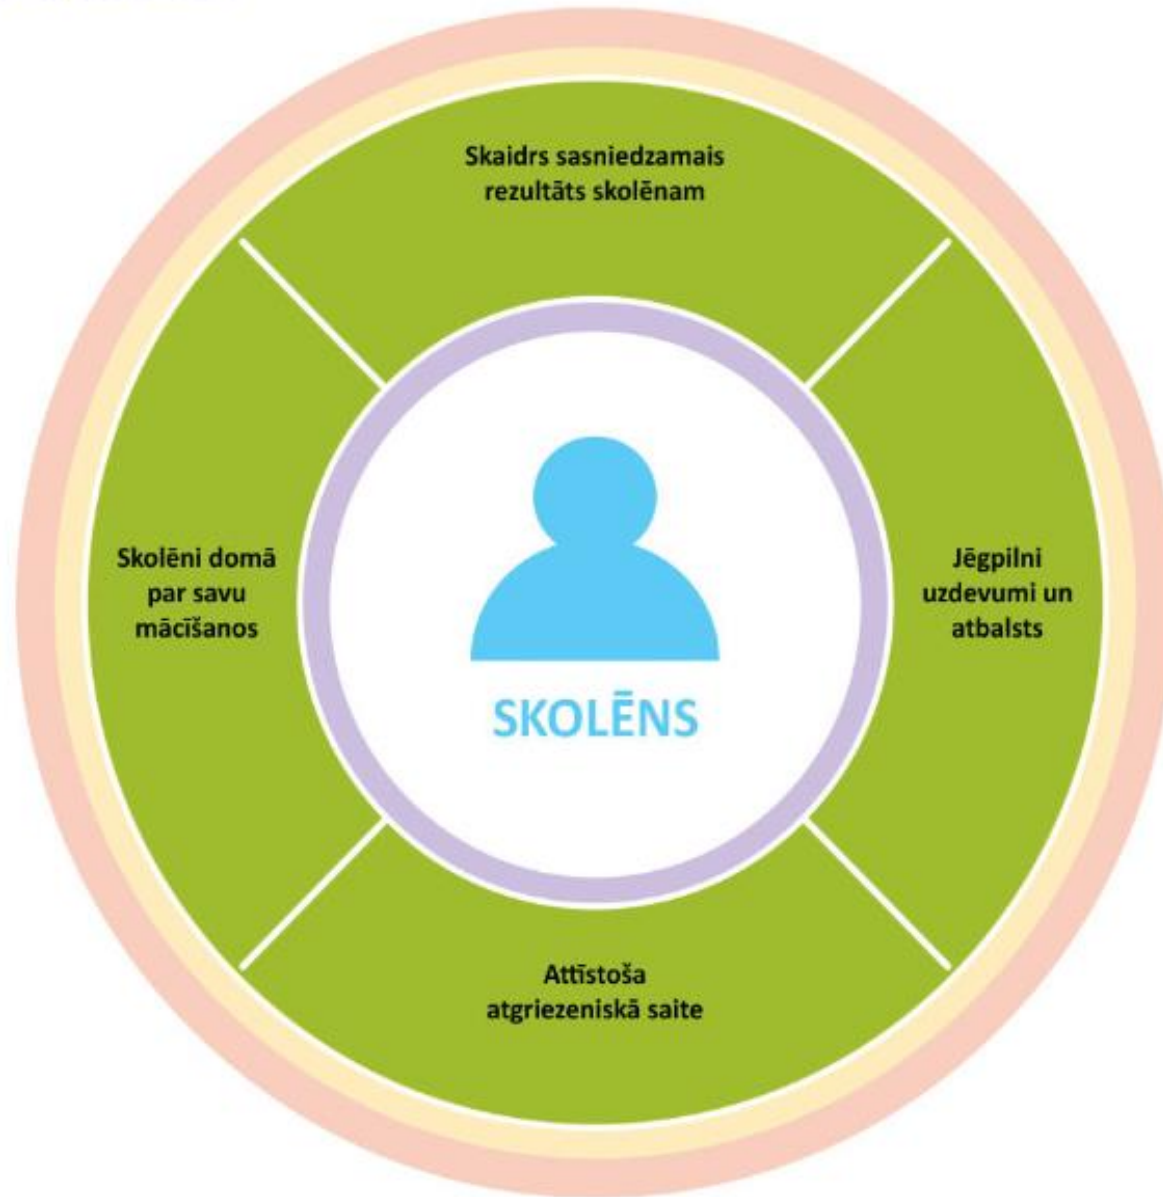 Skaidrs sasniedzamais
rezultāts skolēnam
Skolēni domā
par savu
mācīšanos
Jēgpilni
uzdevumi un
atbalsts
SKOLĒNS
Attīstoša
atgriezeniskā saite